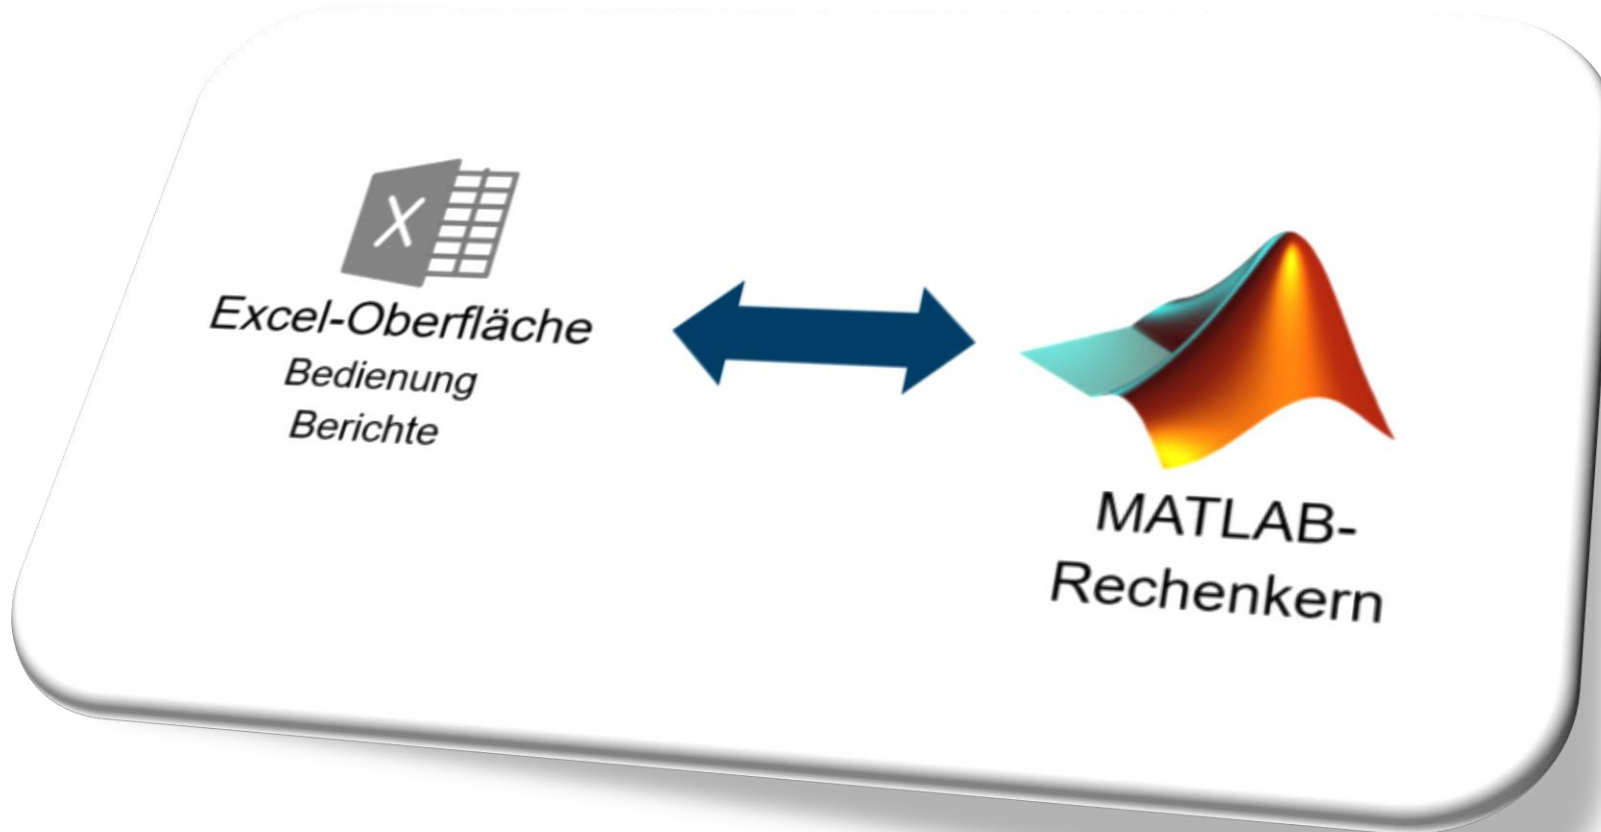 X
Excel-Oberfläche
Bedienung
Berichte
MATLAB-
Rechenkern